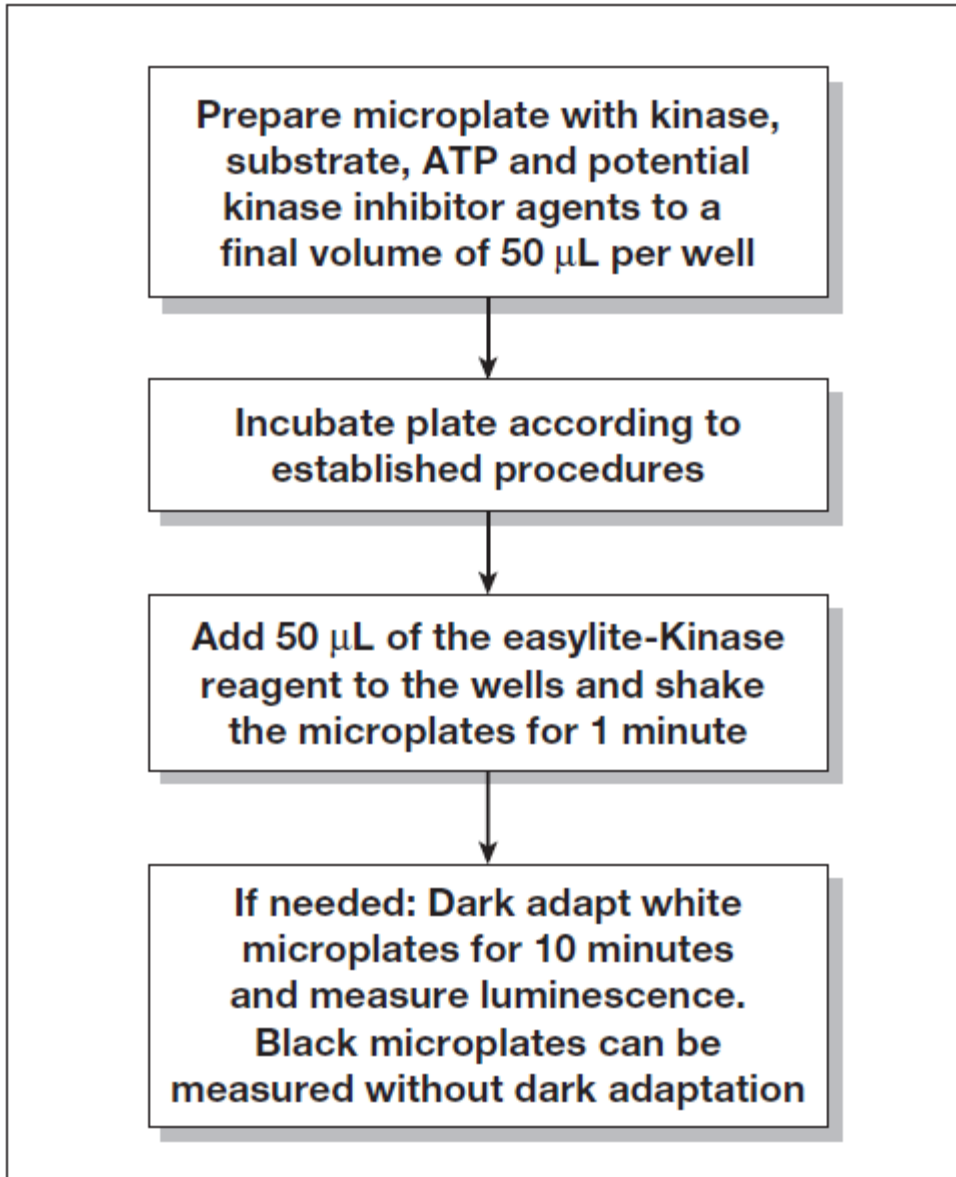 Prepare microplate with kinase,
substrate, ATP and potential
kinase inhibitor agents to a
final volume of 50 μL per well
Incubate plate according to
established procedures
Add 50 μL of the easylite-Kinase
reagent to the wells and shake
the microplates for 1 minute
If needed: Dark adapt white
microplates for 10 minutes
and measure luminescence.
Black microplates can be
measured without dark adaptation